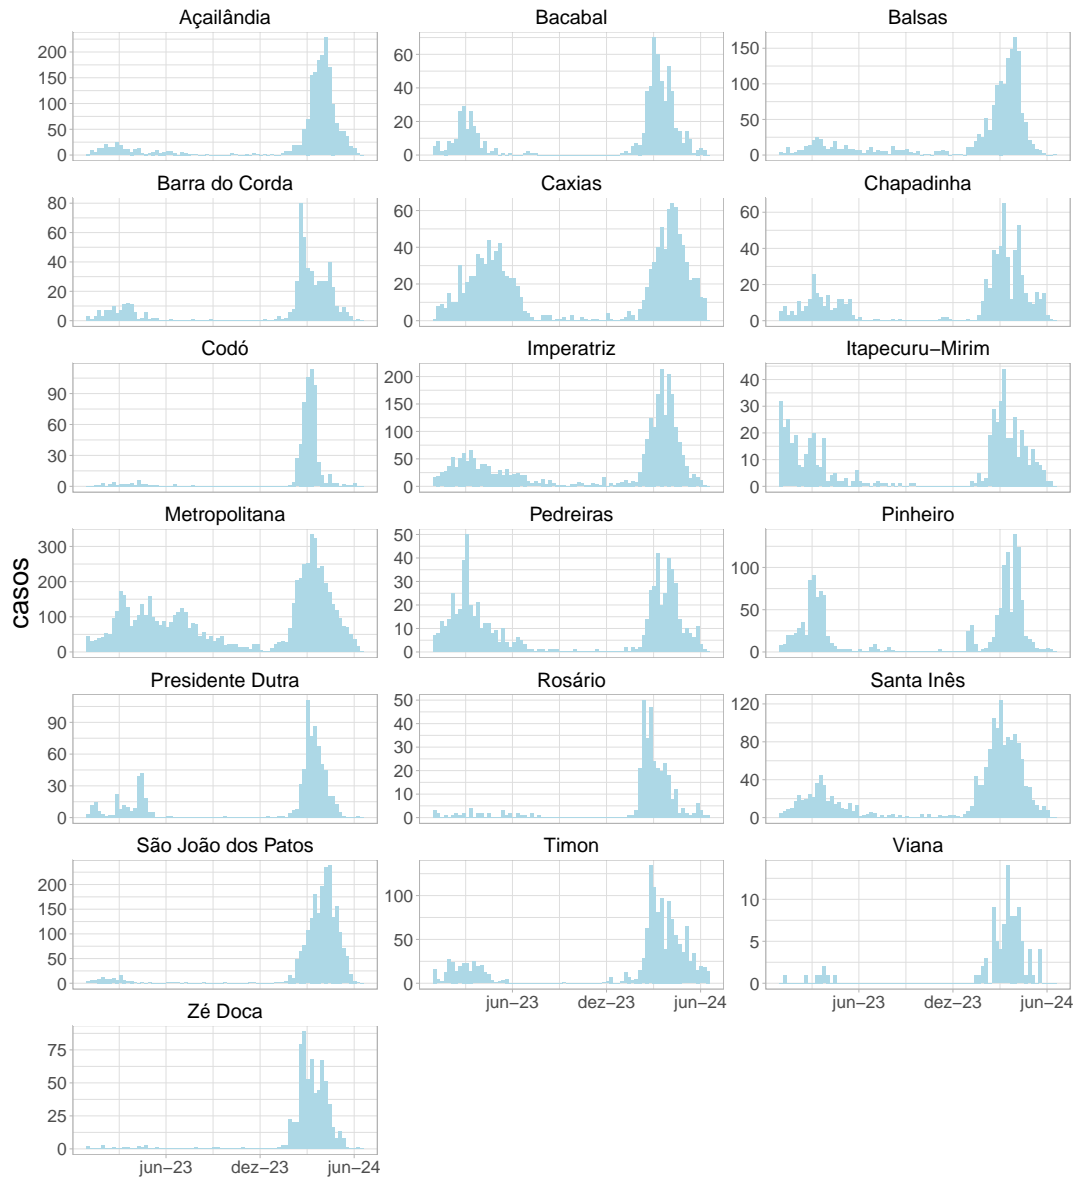 Açailândia Bacabal Balsas
200 60 150
150 40 100
100 20 50
50 0 0
0
Barra do Corda Caxias Chapadinha
80 60 60
60 40 40
40 20 20
20 0 0
0
Codó Imperatriz Itapecuru−Mirim
90 200 40
60 150 30
30 100 20
0 50 10
0 0
Metropolitana Pedreiras Pinheiro
300 50 100
200 40 50
100 30 0
0 20
10
0
casos
Presidente Dutra Rosário Santa Inês
90 50 120
60 40 80
30 30 40
0 20 0
10
0
São João dos Patos Timon Viana
200 100 10
150 50 5
100 0 0
50
0
jun−23 dez−23 jun−24 jun−23 dez−23 jun−24
Zé Doca
75
50
25
0
jun−23 dez−23 jun−24